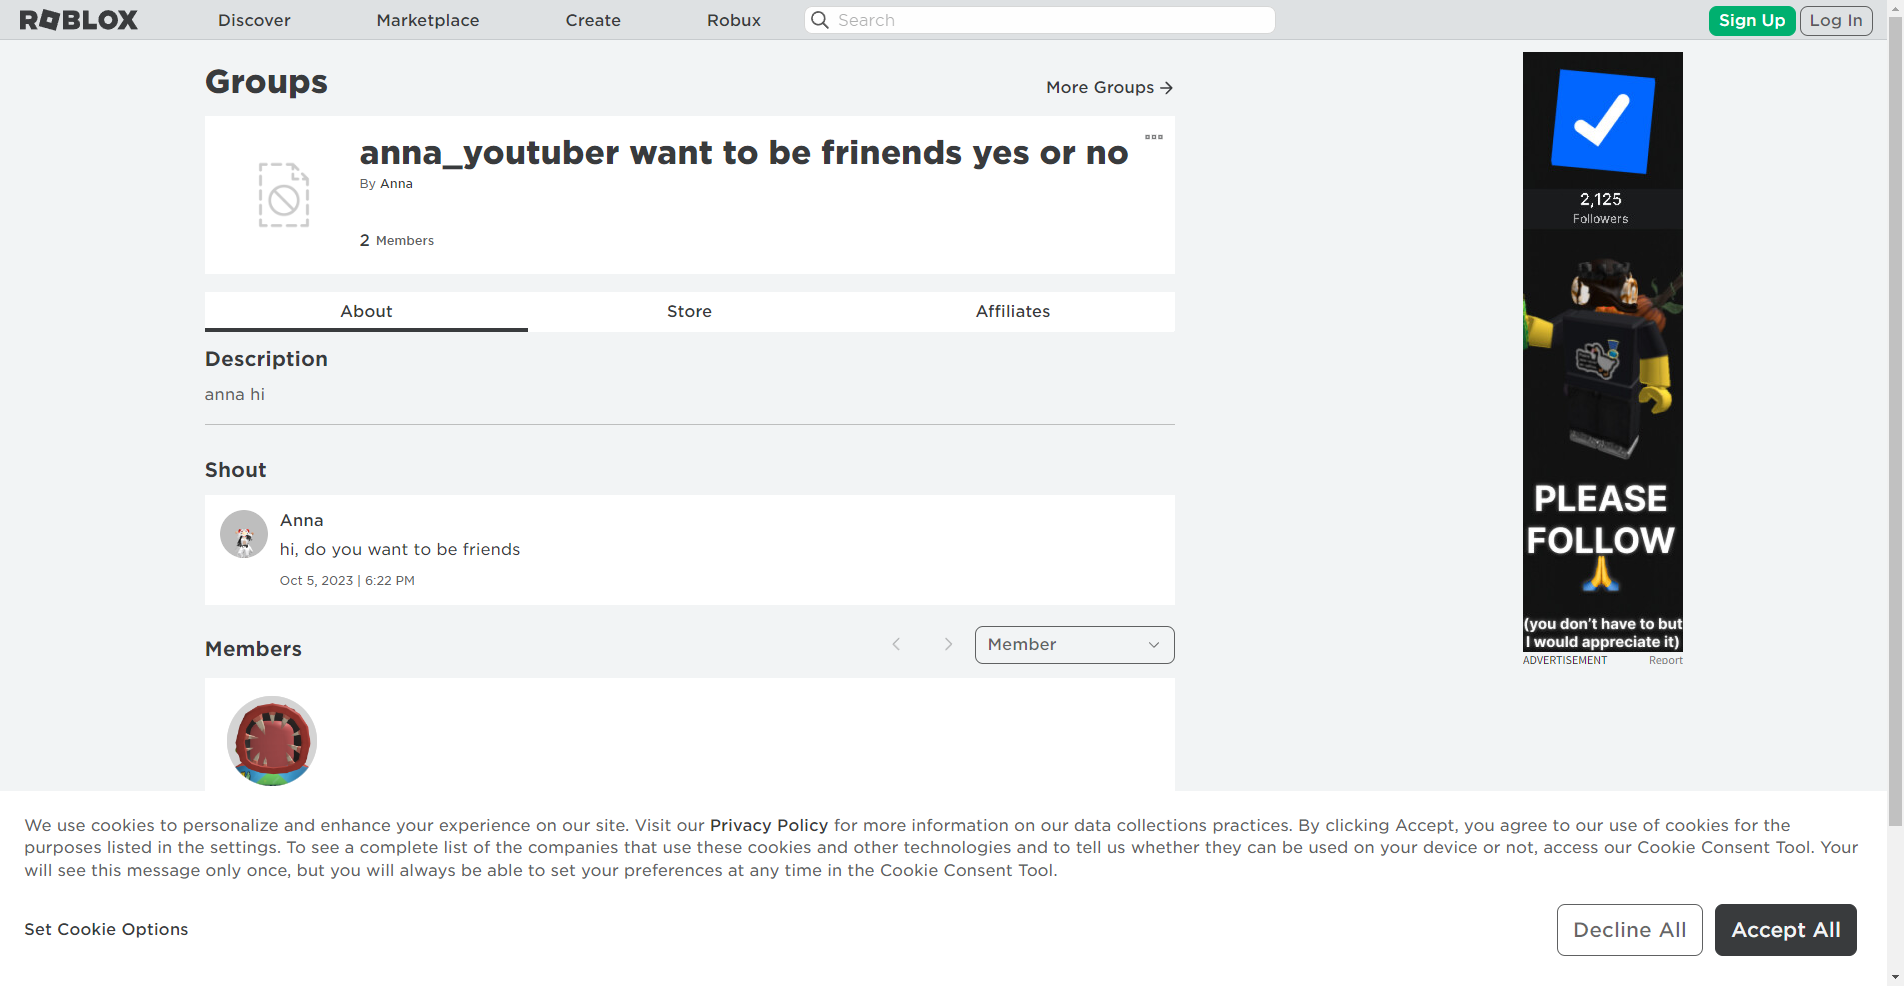 ROBLOX
Discover
Marketplace
Create
Robux
Search
Sign Up
Log In
Groups
More Groups
anna_youtuber want to be frinends yes or no
By Anna
2 Members
About
Store
Affiliates
Description
anna hi
Shout
Anna
hi, do you want to be friends
Oct 5, 2023 | 6:22 PM
Members
Member
2,125
Followers
PLEASE
FOLLOW
(you don't have to but
I would appreciate it)
ADVERTISEMENT
Report
We use cookies to personalize and enhance your experience on our site. Visit our Privacy Policy for more information on our data collections practices. By clicking Accept, you agree to our use of cookies for the
purposes listed in the settings. To see a complete list of the companies that use these cookies and other technologies and to tell us whether they can be used on your device or not, access our Cookie Consent Tool. Your
will see this message only once, but you will always be able to set your preferences at any time in the Cookie Consent Tool.
Set Cookie Options
Decline All
Accept All